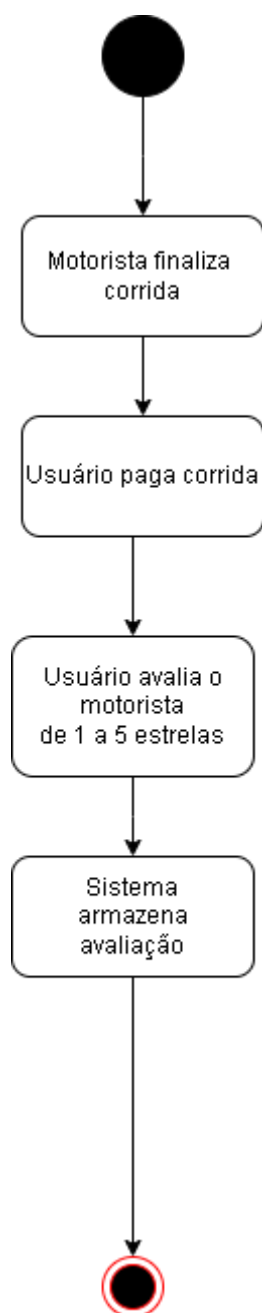 Motorista finaliza
corrida
Usuário paga corrida
Usuário avalia o
motorista
de 1 a 5 estrelas
Sistema
armazena
avaliação